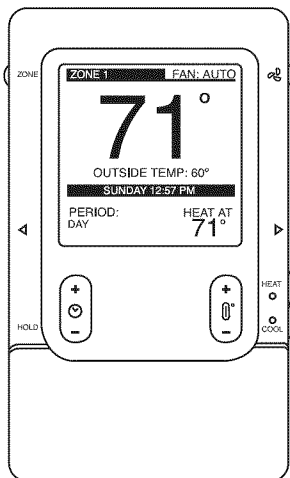 ZONE
ZONE 1 FAN: AUTO
71°
OUTSIDE TEMP: 60°
SUNDAY 12:57 PM
PERIOD: HEAT AT
DAY 71°
+ +
- -
HEAT
HOLD
COOL